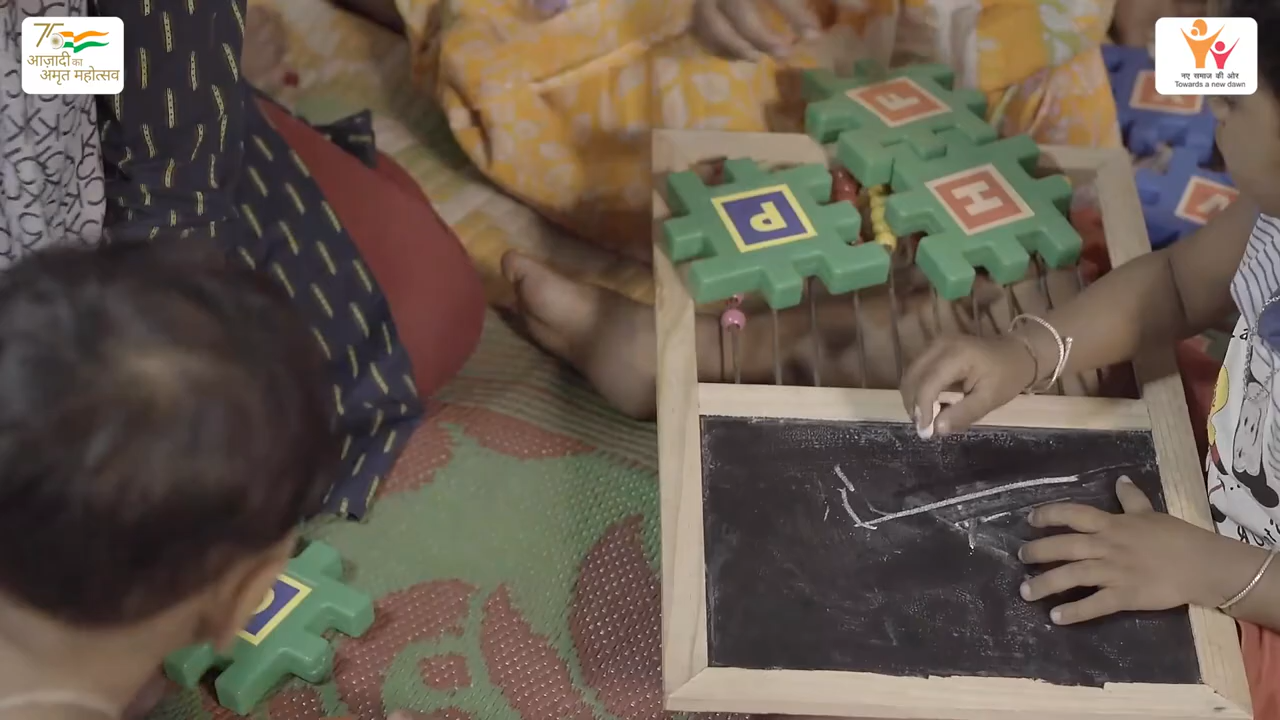 75
आज़ादी का
अमृत महोत्सव
नए समाज की ओर
Towards a new dawn
F
H
P